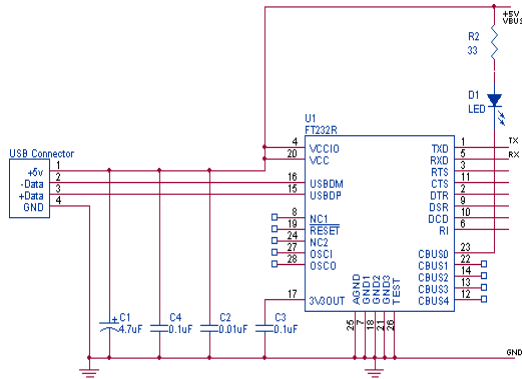 +5V
VBUS
R2
33
D1
LED
U1
FT232R
USB Connector
+5v 1
-Data 2
+Data 3
GND 4
4 VCCIO
20 VCC
16 USBDM
15 USBDP
8 NC1
19 RESET
24 NC2
27 OSCI
28 OSCO
17 3V3OUT
TXD 1 TX
RXD 5 RX
RTS 3
CTS 11
DTR 2
DSR 9
DCD 10
RI 6
CBUS0 23
CBUS1 22
CBUS2 14
CBUS3 13
CBUS4 12
AGND GND1 GND2 GND3 TEST
25 7 18 21 26
C1
4.7uF
C4
0.1uF
C2
0.01uF
C3
0.1uF
GND